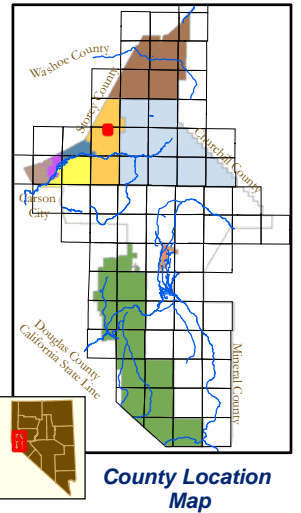 Washoe County
Storey County
Churchill County
Carson
City
Douglas County
California State Line
Mineral County
County Location
Map